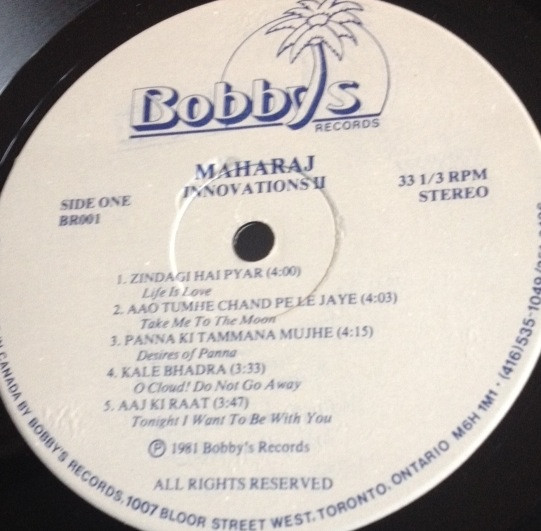 Bobby's
RECORDS
MAHARAJ
INNOVATIONS II
SIDE ONE
BR001
33 1/3 RPM
STEREO
1. ZINDAGI HAI PYAR (4:00)
Life Is Love
2. AAO TUMHE CHAND PE LE JAYE (4:03)
Take Me To The Moon
3. PANNA KI TAMMANA MUJHE (4:15)
Desires of Panna
4. KALE BHADRA (3:33)
O Cloud! Do Not Go Away
5. AAJ KI RAAT (3:47)
Tonight I Want To Be With You
Ⓟ 1981 Bobby's Records
ALL RIGHTS RESERVED
IN CANADA BY BOBBY'S RECORDS, 1007 BLOOR STREET WEST, TORONTO, ONTARIO M6H 1M1 · (416)535-1049